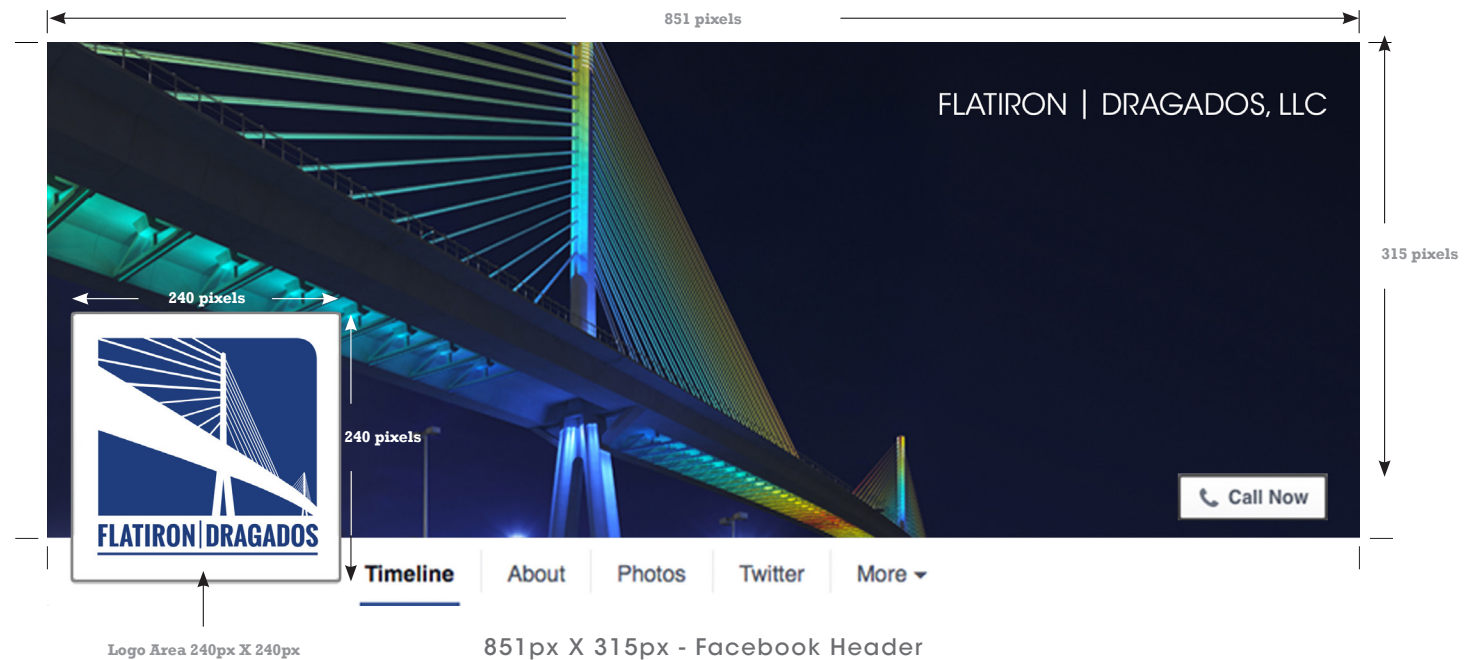 851 pixels
FLATIRON | DRAGADOS, LLC
315 pixels
240 pixels
240 pixels
FLATIRON|DRAGADOS
Call Now
Timeline
About
Photos
Twitter
More
Logo Area 240px X 240px
851px X 315px - Facebook Header